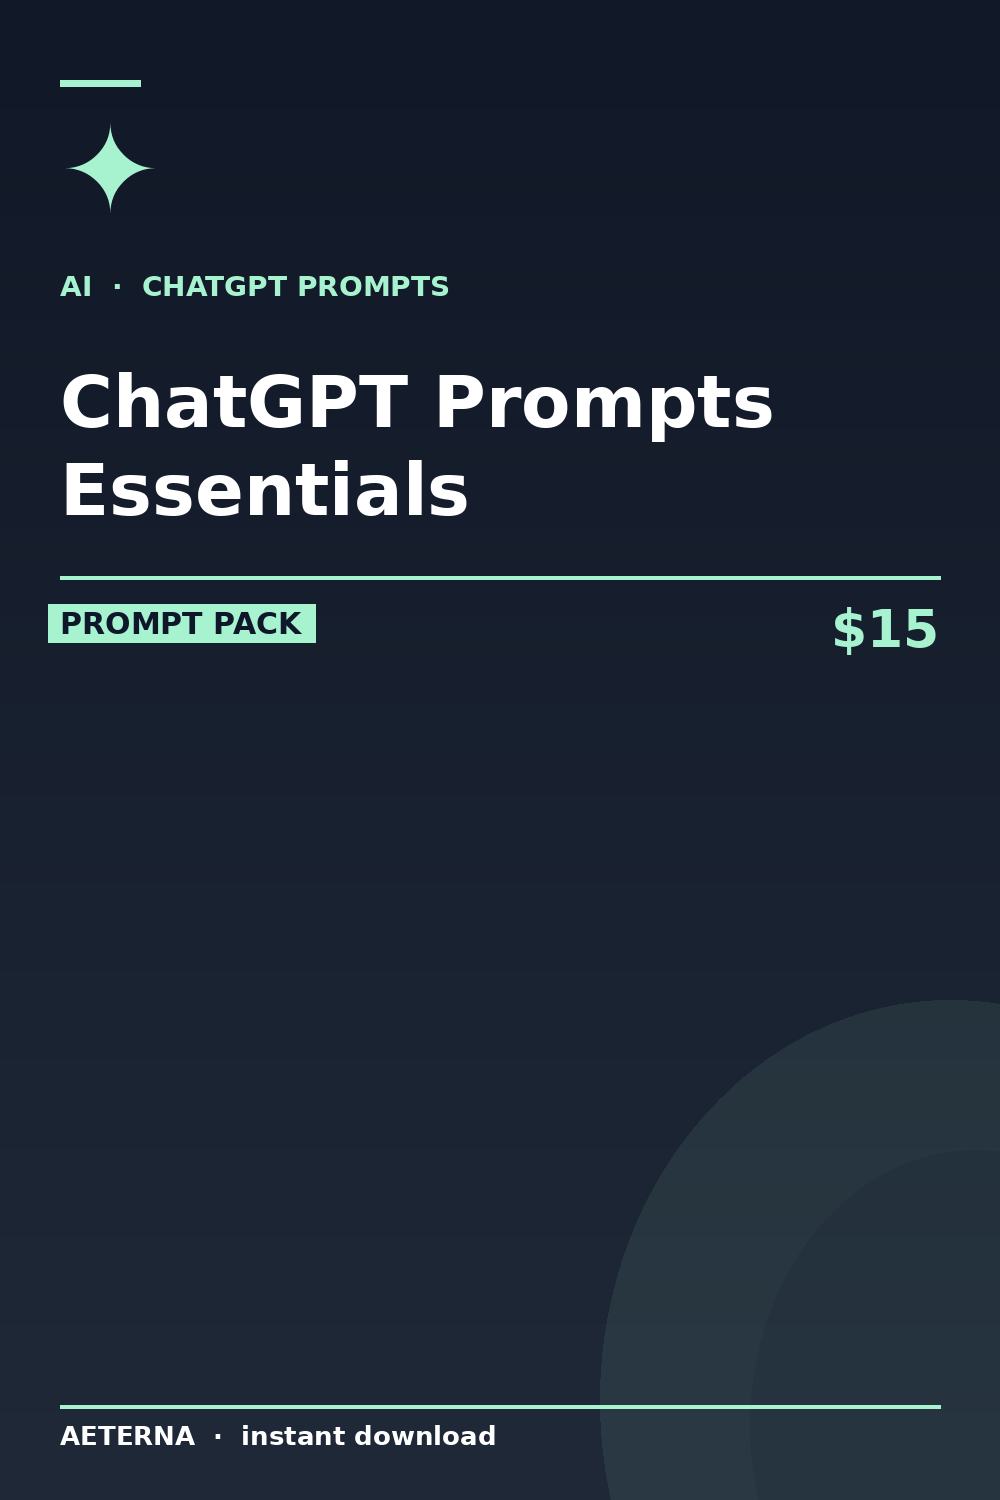 AI · CHATGPT PROMPTS
ChatGPT Prompts
Essentials
PROMPT PACK
$15
AETERNA · instant download